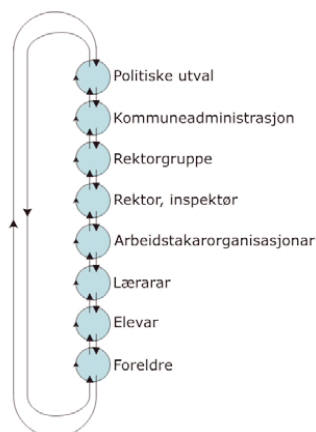 Politiske utval
Kommuneadministrasjon
Rektorgruppe
Rektor, inspektør
Arbeidstakarorganisasjonar
Lærarar
Elevar
Foreldre